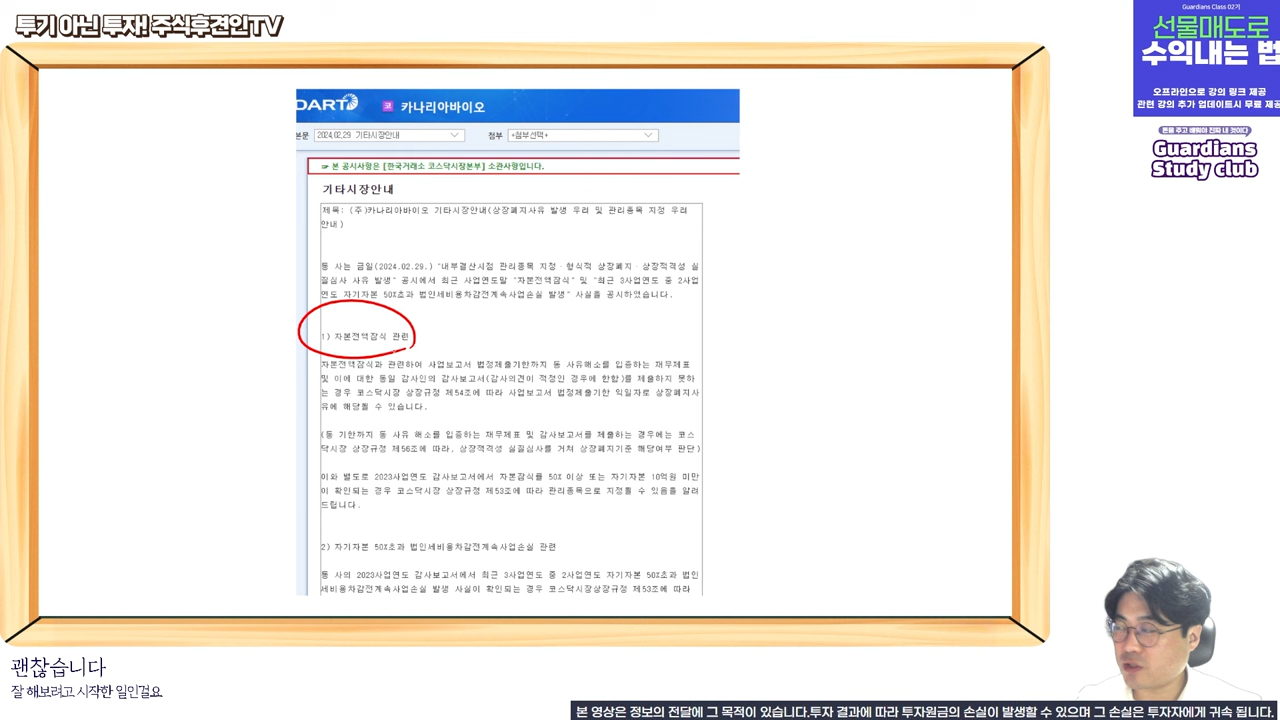 투기 아닌 투자! 주식후견인TV
Guardians Class 02기
선물매도로
수익내는 법
오프라인으로 강의 링크 제공
관련 강의 추가 업데이트시 무료 제공
돈을 주고 배워야 진짜 내 것이다
Guardians
Study club
DART
코 카나리아바이오
본문 2024.02.29 기타시장안내 첨부 +첨부선택+
☞ 본 공시사항은 [한국거래소 코스닥시장본부] 소관사항입니다.
기타시장안내
제목: (주)카나리아바이오 기타시장안내(상장폐지사유 발생 우려 및 관리종목 지정 우려
안내)
동 사는 금일(2024.02.29.) "내부결산시점 관리종목 지정·형식적 상장폐지·상장적격성 실
질심사 사유 발생" 공시에서 최근 사업연도말 "자본전액잠식" 및 "최근 3사업연도 중 2사업
연도 자기자본 50%초과 법인세비용차감전계속사업손실 발생" 사실을 공시하였습니다.
1) 자본전액잠식 관련
자본전액잠식과 관련하여 사업보고서 법정제출기한까지 동 사유해소를 입증하는 재무제표
및 이에 대한 동일 감사인의 감사보고서(감사의견이 적정인 경우에 한함)를 제출하지 못하
는 경우 코스닥시장 상장규정 제54조에 따라 사업보고서 법정제출기한 익일자로 상장폐지사
유에 해당될 수 있습니다.
(동 기한까지 동 사유 해소를 입증하는 재무제표 및 감사보고서를 제출하는 경우에는 코스
닥시장 상장규정 제56조에 따라, 상장적격성 실질심사를 거쳐 상장폐지기준 해당여부 판단)
이와 별도로 2023사업연도 감사보고서에서 자본잠식률 50% 이상 또는 자기자본 10억원 미만
이 확인되는 경우 코스닥시장 상장규정 제53조에 따라 관리종목으로 지정될 수 있음을 알려
드립니다.
2) 자기자본 50%초과 법인세비용차감전계속사업손실 관련
동 사의 2023사업연도 감사보고서에서 최근 3사업연도 중 2사업연도 자기자본 50%초과 법인
세비용차감전계속사업손실 발생 사실이 확인되는 경우 코스닥시장상장규정 제53조에 따라
괜찮습니다
잘 해보려고 시작한 일인걸요
본 영상은 정보의 전달에 그 목적이 있습니다.투자 결과에 따라 투자원금의 손실이 발생할 수 있으며 그 손실은 투자자에게 귀속 됩니다.